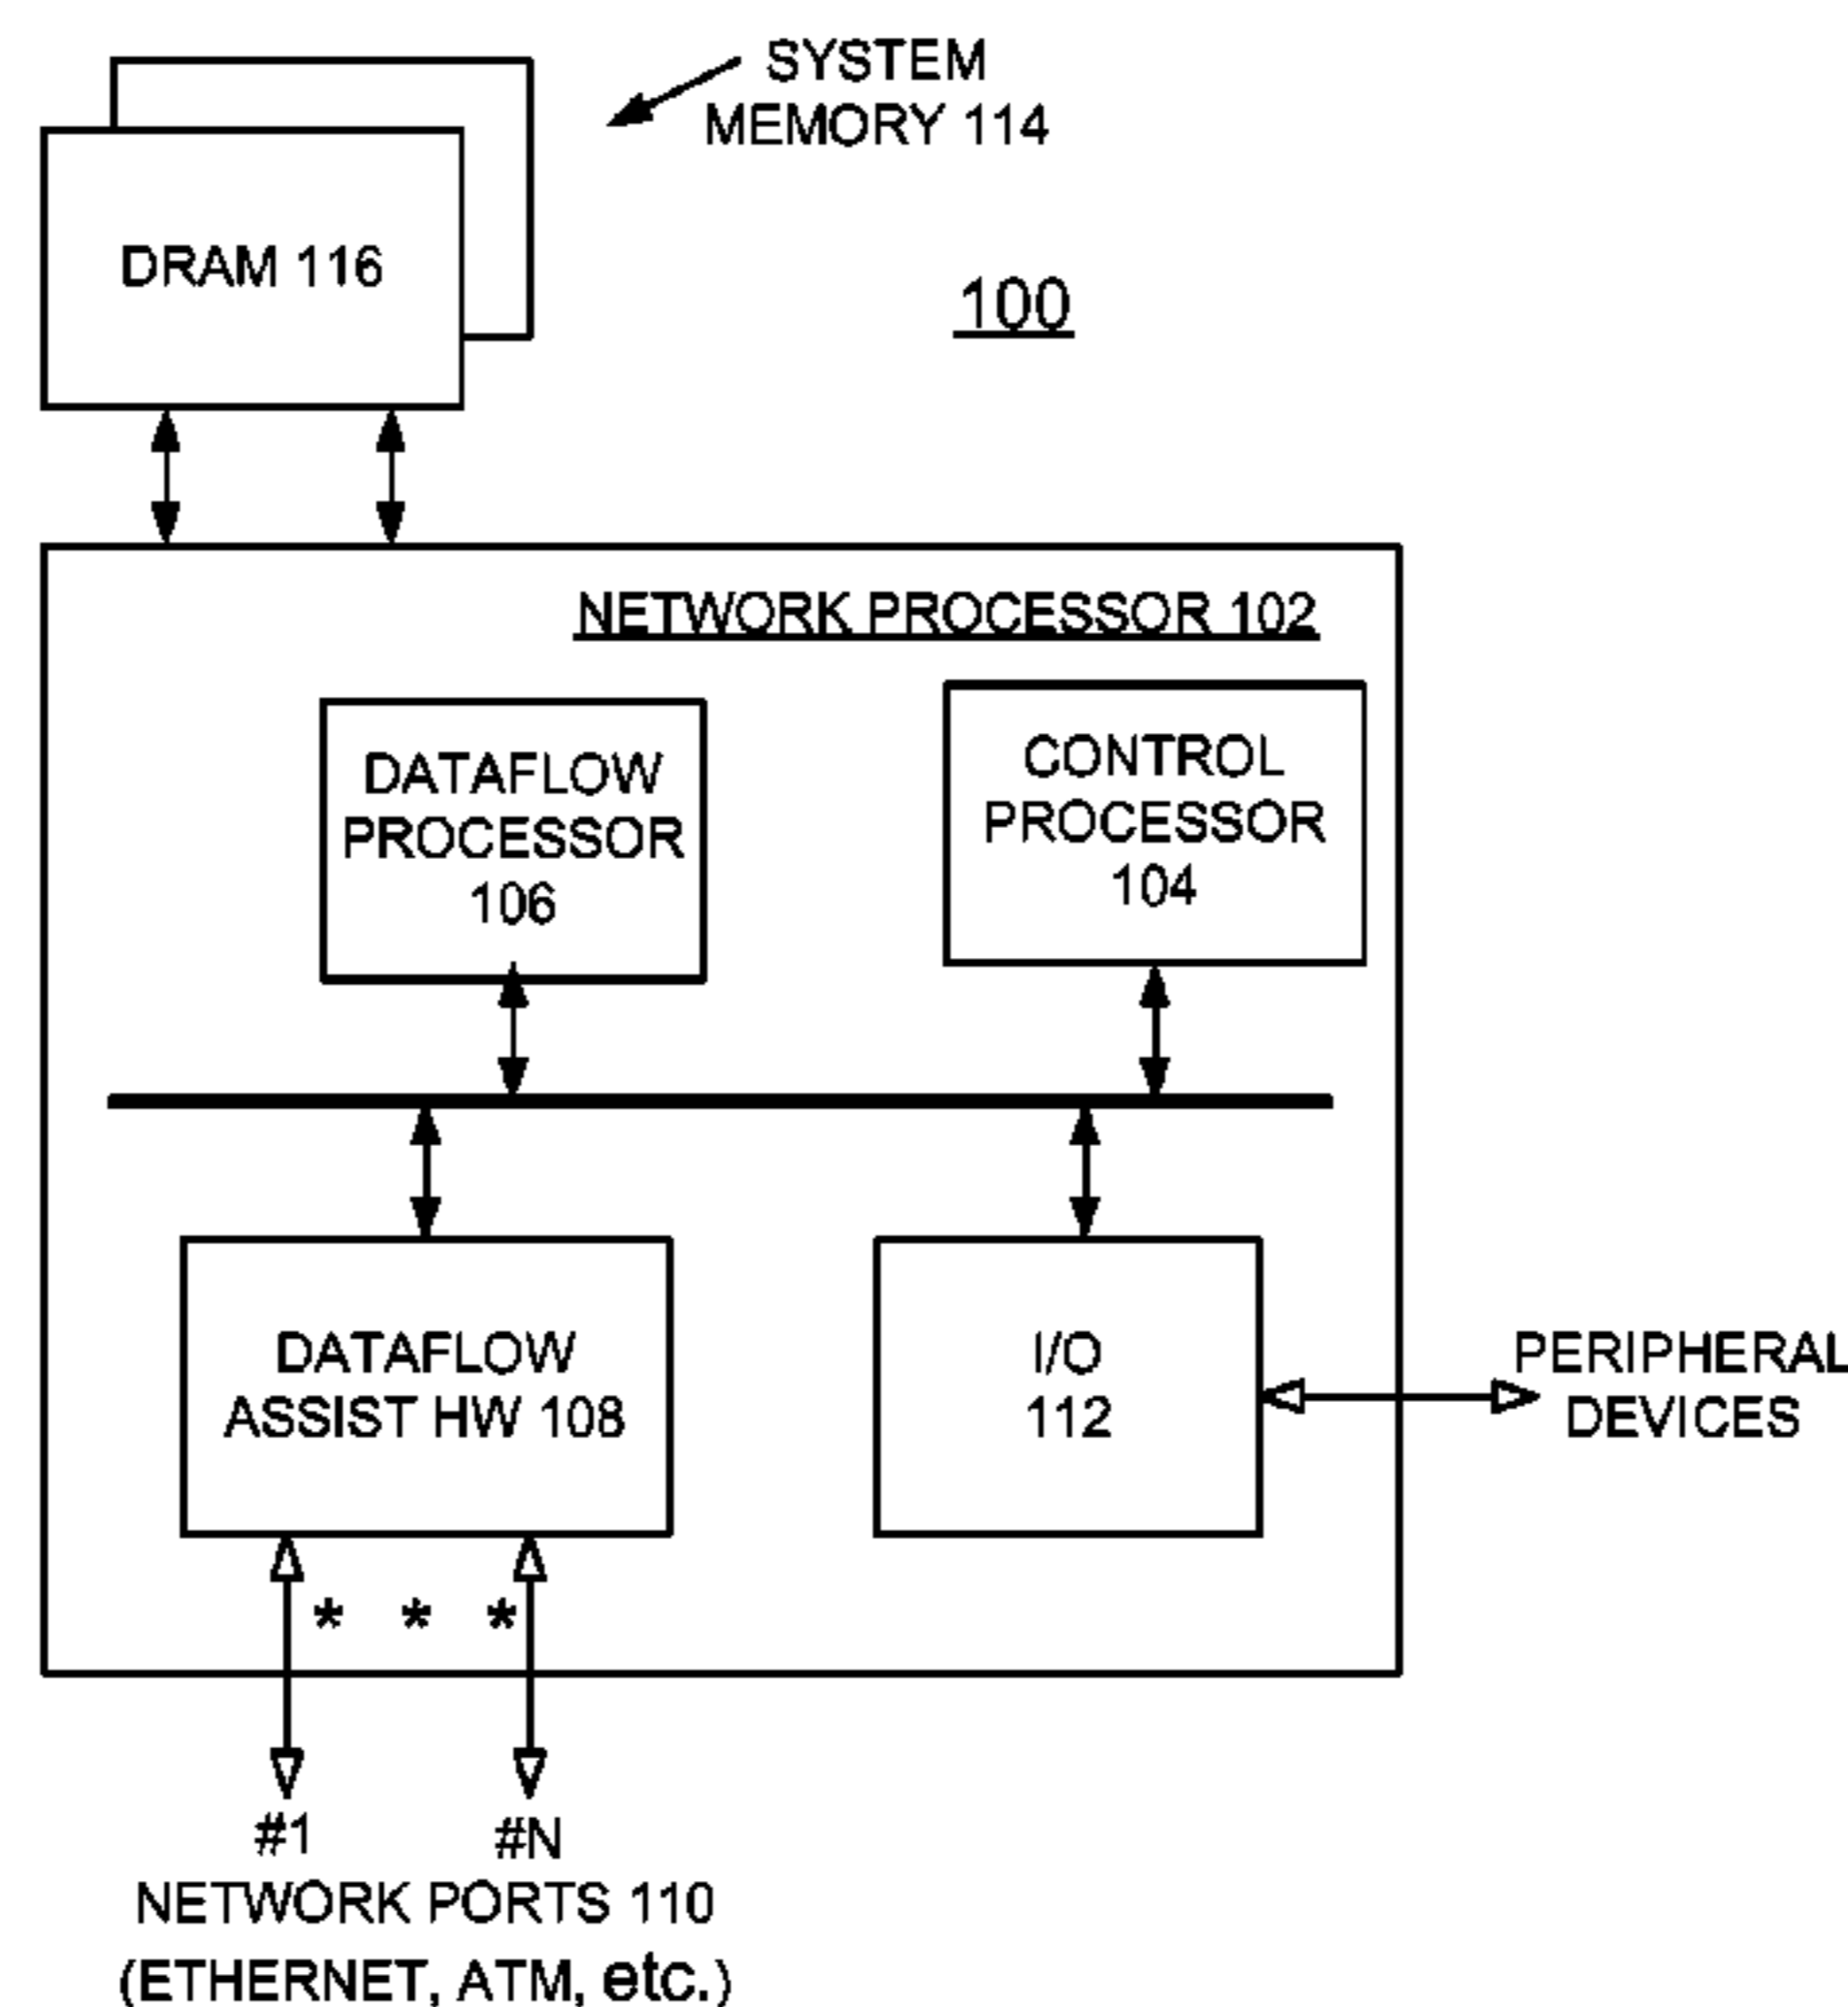 SYSTEM
MEMORY 114
DRAM 116
100
NETWORK PROCESSOR 102
DATAFLOW
PROCESSOR
106
CONTROL
PROCESSOR
104
DATAFLOW
ASSIST HW 108
I/O
112
PERIPHERAL
DEVICES
* * *
#1 #N
NETWORK PORTS 110
(ETHERNET, ATM, etc.)